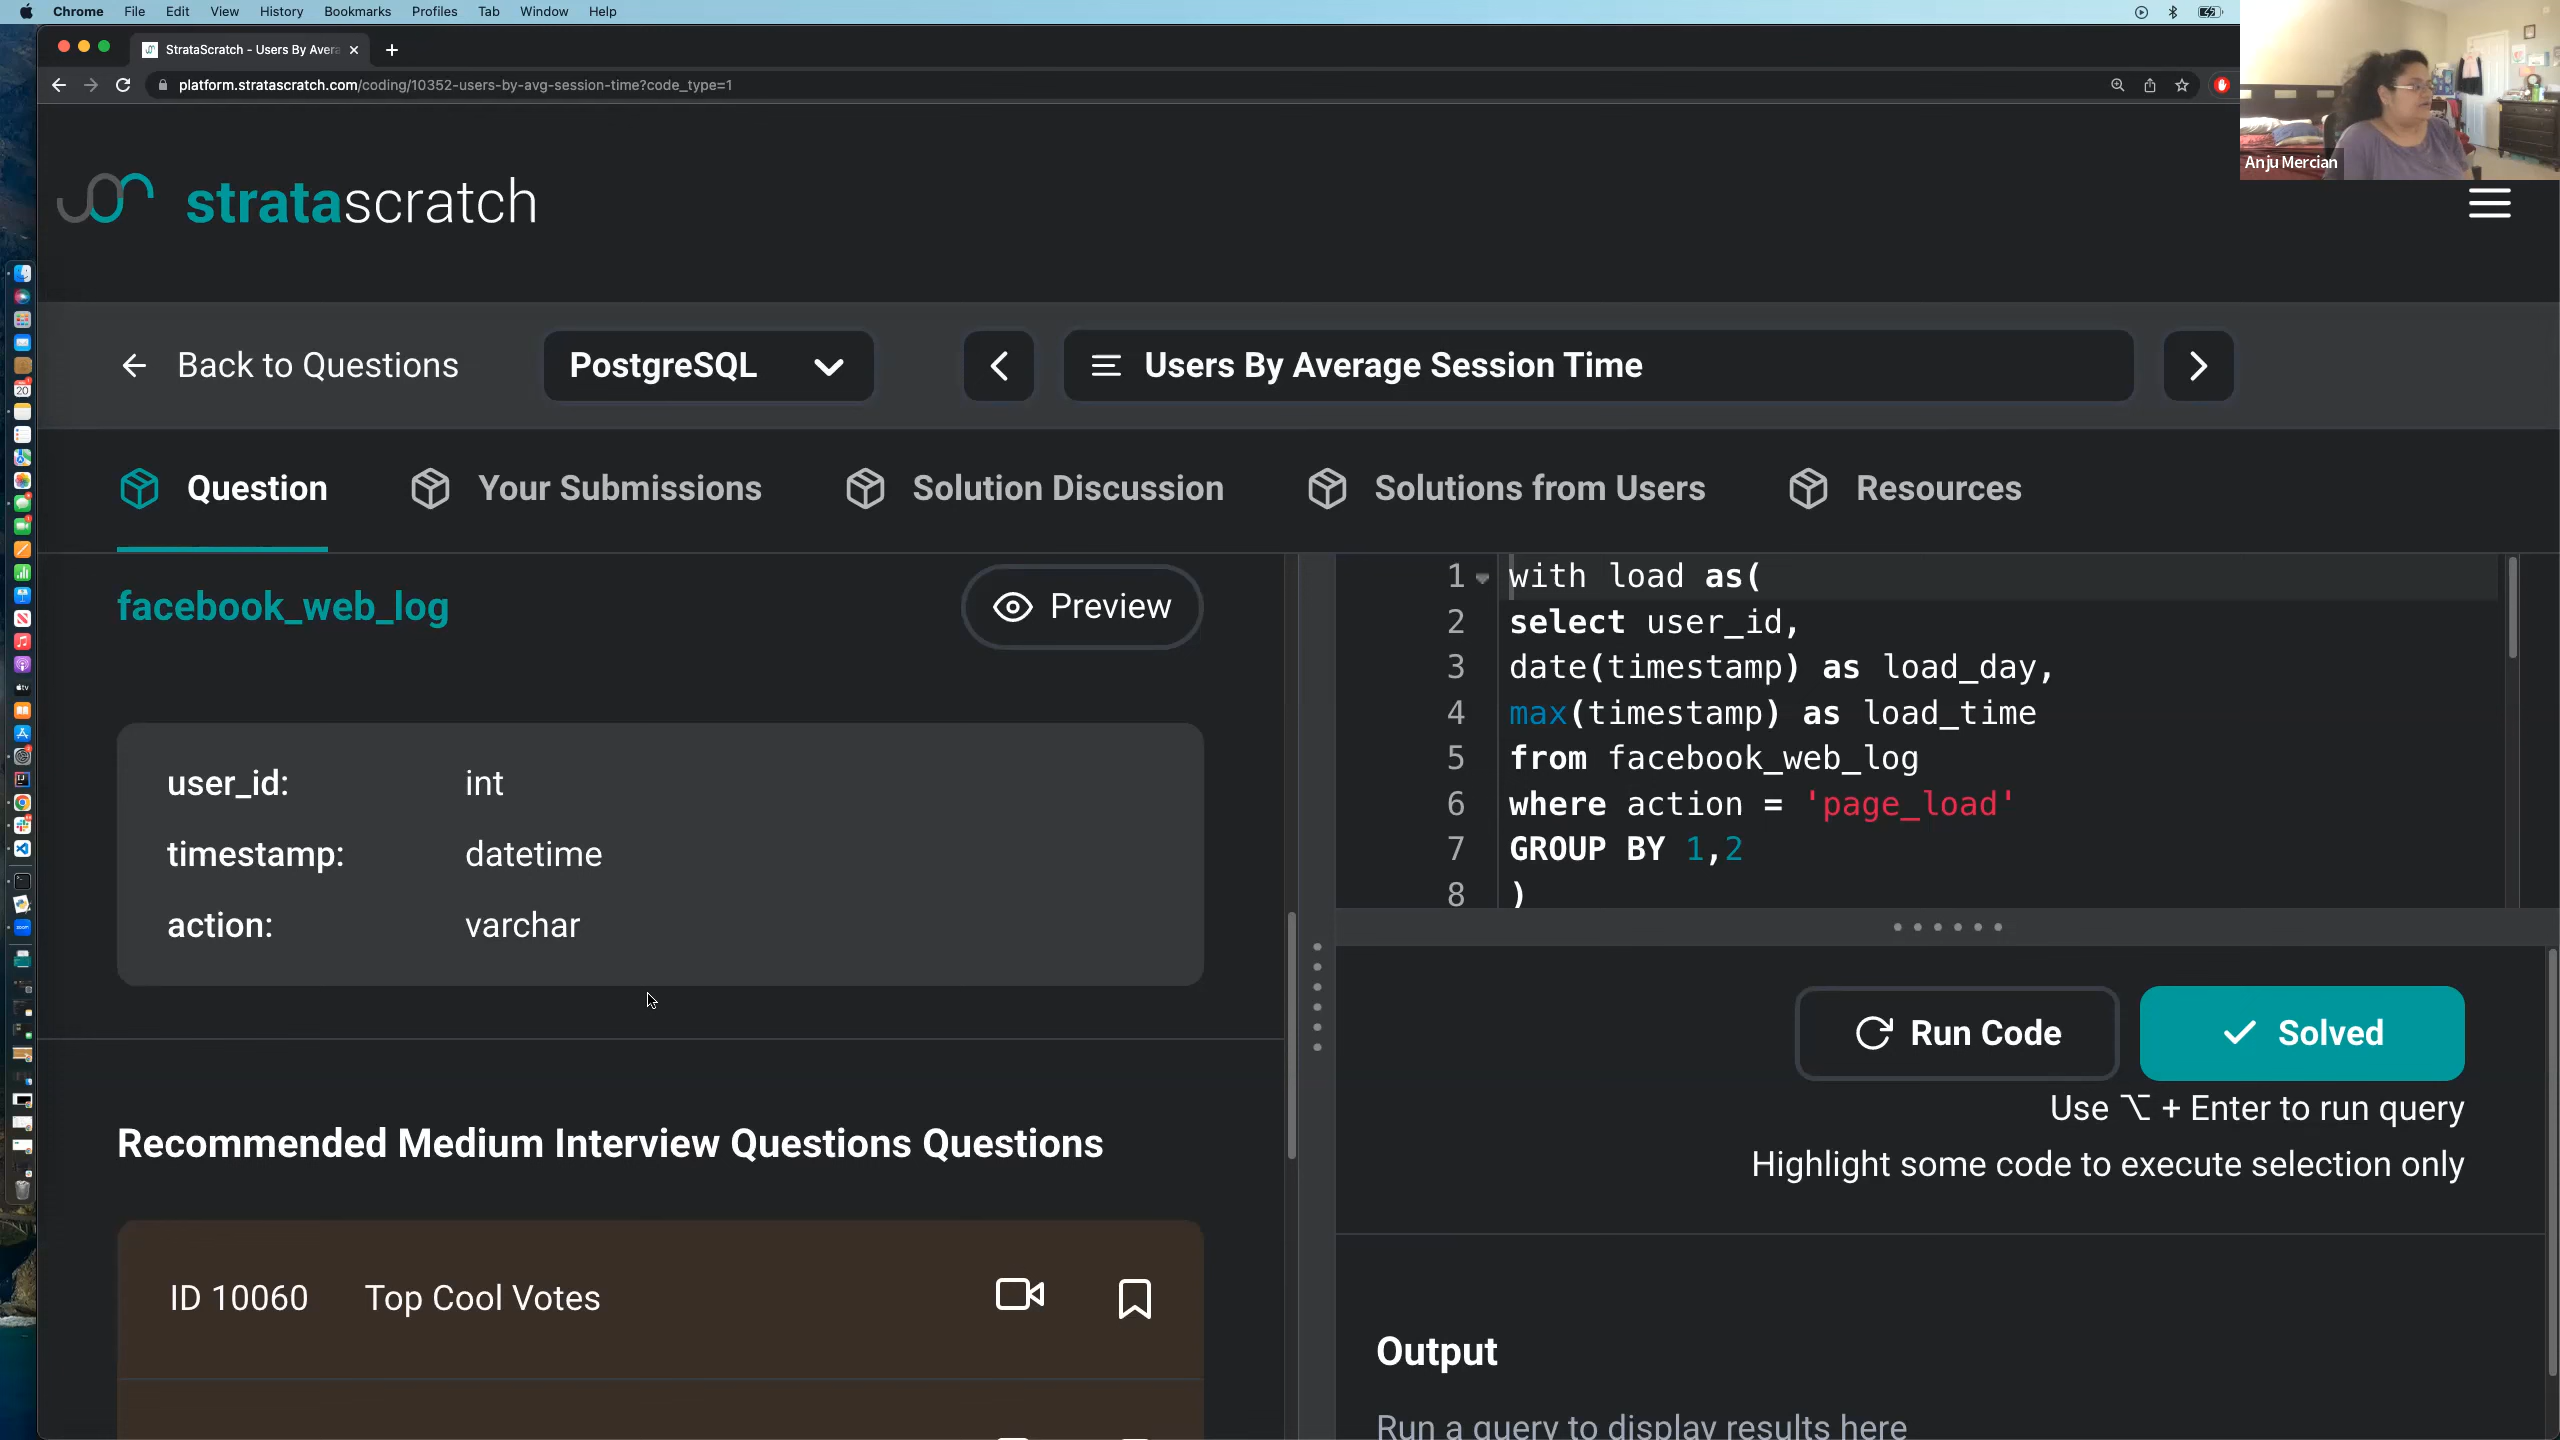 Chrome File Edit View History Bookmarks Profiles Tab Window Help
StrataScratch - Users By Avera
platform.stratascratch.com/coding/10352-users-by-avg-session-time?code_type=1
Anju Mercian
stratascratch
Back to Questions
PostgreSQL
Users By Average Session Time
Question
Your Submissions
Solution Discussion
Solutions from Users
Resources
facebook_web_log
Preview
user_id: int
timestamp: datetime
action: varchar
Recommended Medium Interview Questions Questions
ID 10060 Top Cool Votes
1 with load as(
2 select user_id,
3 date(timestamp) as load_day,
4 max(timestamp) as load_time
5 from facebook_web_log
6 where action = 'page_load'
7 GROUP BY 1,2
8 )
Run Code
Solved
Use ⌥ + Enter to run query
Highlight some code to execute selection only
Output
Run a query to display results here